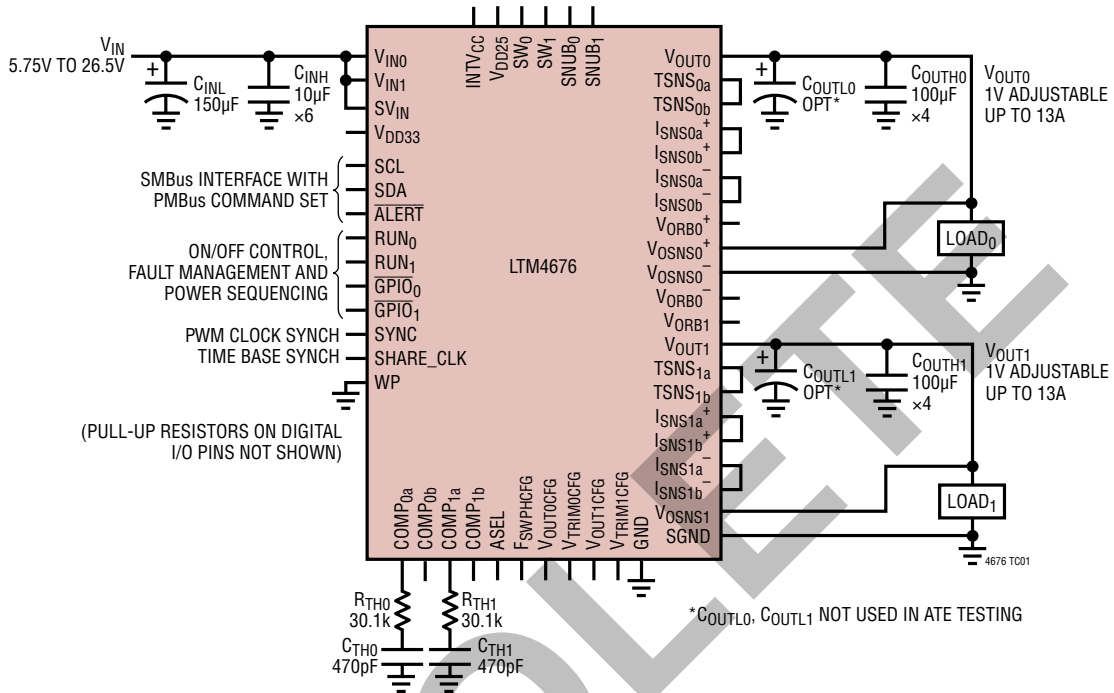 VIN
5.75V TO 26.5V
+
CINL
150µF
CINH
10µF
×6
VIN0
VIN1
SVIN
VDD33
SMBus INTERFACE WITH
PMBus COMMAND SET
SCL
SDA
ALERT
ON/OFF CONTROL,
FAULT MANAGEMENT AND
POWER SEQUENCING
RUN0
RUN1
GPIO0
GPIO1
PWM CLOCK SYNCH
SYNC
TIME BASE SYNCH
SHARE_CLK
WP
(PULL-UP RESISTORS ON DIGITAL
I/O PINS NOT SHOWN)
INTVCC
VDD25
SW0
SW1
SNUB0
SNUB1
LTM4676
VOUT0
TSNS0a
TSNS0b
ISNS0a+
ISNS0b+
ISNS0a–
ISNS0b–
VORB0+
VOSNS0+
VOSNS0–
VORB0–
VORB1
VOUT1
TSNS1a
TSNS1b
ISNS1a+
ISNS1b+
ISNS1a–
ISNS1b–
VOSNS1
SGND
+
COUTL0
OPT*
COUTH0
100µF
×4
VOUT0
1V ADJUSTABLE
UP TO 13A
LOAD0
+
COUTL1
OPT*
COUTH1
100µF
×4
VOUT1
1V ADJUSTABLE
UP TO 13A
LOAD1
4676 TC01
COMP0a
COMP0b
COMP1a
COMP1b
ASEL
FSWPHCFG
VOUT0CFG
VTRIM0CFG
VOUT1CFG
VTRIM1CFG
GND
RTH0
30.1k
RTH1
30.1k
CTH0
470pF
CTH1
470pF
*COUTL0, COUTL1 NOT USED IN ATE TESTING
OLETE